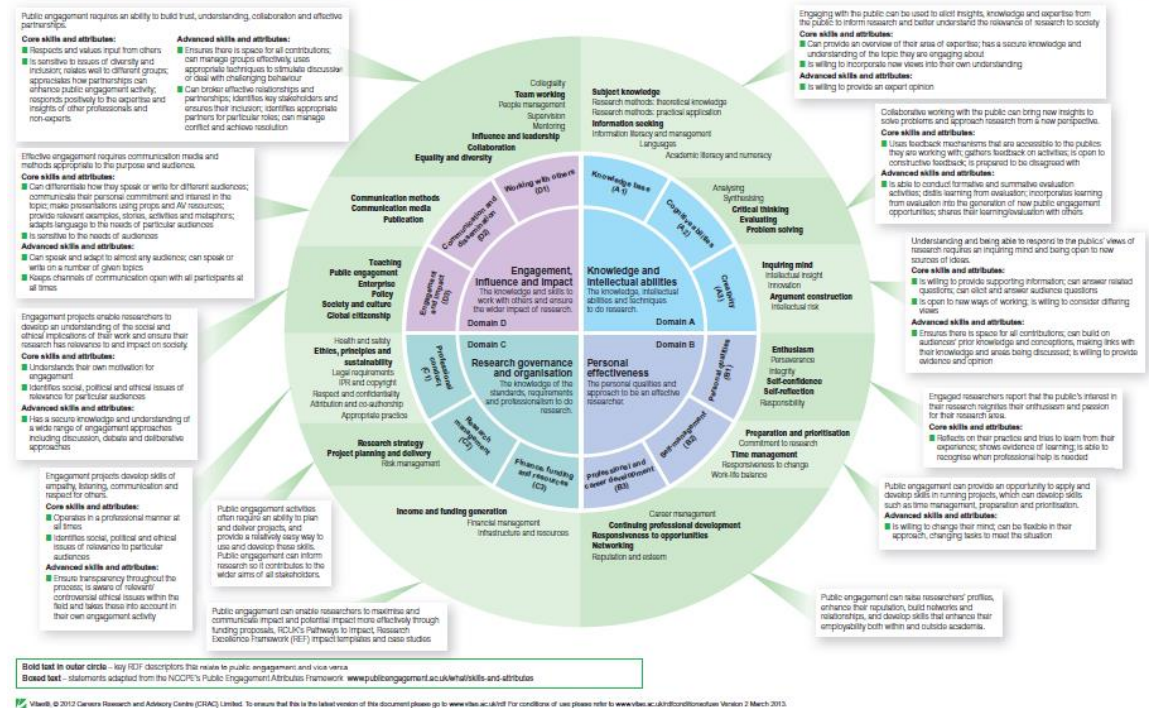 Public engagement requires an ability to build trust, understanding, collaboration and effective
partnerships.
Core skills and attributes:
Respects and values input from others
Is sensitive to issues of diversity and
inclusion; relates well to different groups;
appreciates how partnerships can
enhance public engagement activity;
responds positively to the expertise and
insights of other professionals and
non-experts
Advanced skills and attributes:
Ensures there is space for all contributions;
can manage groups effectively, uses
appropriate techniques to stimulate discussion
or deal with challenging behaviour
Can broker effective relationships and
partnerships; identifies key stakeholders and
ensures their inclusion; identifies appropriate
partners for particular roles; can manage
conflict and achieve resolution
Effective engagement requires communication media and
methods appropriate to the purpose and audience.
Core skills and attributes:
Can differentiate how they speak or write for different audiences;
communicate their personal commitment and interest in the
topic; make presentations using props and AV resources;
provide relevant examples, stories, activities and metaphors;
adapts language to the needs of particular audiences
Is sensitive to the needs of audiences
Advanced skills and attributes:
Can speak and adapt to almost any audience; can speak or
write on a number of given topics
Keeps channels of communication open with all participants at
all times
Engagement projects enable researchers to
develop an understanding of the social and
ethical implications of their work and ensure their
research has relevance to and impact on society.
Core skills and attributes:
Understands their own motivation for
engagement
Identifies social, political and ethical issues of
relevance for particular audiences
Advanced skills and attributes:
Has a secure knowledge and understanding of
a wide range of engagement approaches
including discussion, debate and deliberative
approaches
Engagement projects develop skills of
empathy, listening, communication and
respect for others.
Core skills and attributes:
Operates in a professional manner at
all times
Identifies social, political and ethical
issues of relevance to particular
audiences
Advanced skills and attributes:
Ensure transparency throughout the
process; is aware of relevant/
controversial ethical issues within the
field and takes these into account in
their own engagement activity
Public engagement activities
often require an ability to plan
and deliver projects, and
provide a relatively easy way to
use and develop these skills.
Public engagement can inform
research so it contributes to the
wider aims of all stakeholders.
Public engagement can enable researchers to maximise and
communicate impact and potential impact more effectively through
funding proposals, RCUK's Pathways to Impact, Research
Excellence Framework (REF) impact templates and case studies
Collegiality
Team working
People management
Supervision
Mentoring
Influence and leadership
Collaboration
Equality and diversity
Communication methods
Communication media
Publication
Teaching
Public engagement
Enterprise
Policy
Society and culture
Global citizenship
Health and safety
Ethics, principles and
sustainability
Legal requirements
IPR and copyright
Respect and confidentiality
Attribution and co-authorship
Appropriate practice
Research strategy
Project planning and delivery
Risk management
Income and funding generation
Financial management
Infrastructure and resources
Working with others
(D1)
Communication and
dissemination
(D2)
Engagement
and impact
(D3)
Professional
conduct
(C1)
Research
management
(C2)
Finance, funding
and resources
(C3)
Engagement,
Influence and impact
The knowledge and skills to
work with others and ensure
the wider impact of research.
Domain D
Knowledge and
intellectual abilities
The knowledge, intellectual
abilities and techniques
to do research.
Domain A
Domain C
Research governance
and organisation
The knowledge of the
standards, requirements
and professionalism to do
research.
Domain B
Personal
effectiveness
The personal qualities and
approach to be an effective
researcher.
Knowledge base
(A1)
Cognitive abilities
(A2)
Creativity
(A3)
Personal qualities
(B1)
Self-management
(B2)
Professional and
career development
(B3)
Subject knowledge
Research methods: theoretical knowledge
Research methods: practical application
Information seeking
Information literacy and management
Languages
Academic literacy and numeracy
Analysing
Synthesising
Critical thinking
Evaluating
Problem solving
Inquiring mind
Intellectual insight
Innovation
Argument construction
Intellectual risk
Enthusiasm
Perseverance
Integrity
Self-confidence
Self-reflection
Responsibility
Preparation and prioritisation
Commitment to research
Time management
Responsiveness to change
Work-life balance
Career management
Continuing professional development
Responsiveness to opportunities
Networking
Reputation and esteem
Engaging with the public can be used to elicit insights, knowledge and expertise from
the public to inform research and better understand the relevance of research to society
Core skills and attributes:
Can provide an overview of their area of expertise; has a secure knowledge and
understanding of the topic they are engaging about
Is willing to incorporate new views into their own understanding
Advanced skills and attributes:
Is willing to provide an expert opinion
Collaborative working with the public can bring new insights to
solve problems and approach research from a new perspective.
Core skills and attributes:
Uses feedback mechanisms that are accessible to the publics
they are working with; gathers feedback on activities; is open to
constructive feedback; is prepared to be disagreed with
Advanced skills and attributes:
Is able to conduct formative and summative evaluation
activities; distils learning from evaluation; incorporates learning
from evaluation into the generation of new public engagement
opportunities; shares their learning/evaluation with others
Understanding and being able to respond to the publics' views of
research requires an inquiring mind and being open to new
sources of ideas.
Core skills and attributes:
Is willing to provide supporting information; can answer related
questions; can elicit and answer audience questions
Is open to new ways of working; is willing to consider differing
views
Advanced skills and attributes:
Ensures there is space for all contributions; can build on
audiences' prior knowledge and conceptions, making links with
their knowledge and areas being discussed; is willing to provide
evidence and opinion
Engaged researchers report that the public's interest in
their research reignites their enthusiasm and passion
for their research area.
Core skills and attributes:
Reflects on their practice and tries to learn from their
experience; shows evidence of learning; is able to
recognise when professional help is needed
Public engagement can provide an opportunity to apply and
develop skills in running projects, which can develop skills
such as time management, preparation and prioritisation.
Advanced skills and attributes:
Is willing to change their mind; can be flexible in their
approach, changing tasks to meet the situation
Public engagement can raise researchers' profiles,
enhance their reputation, build networks and
relationships, and develop skills that enhance their
employability both within and outside academia.
Bold text in outer circle – key RDF descriptors that relate to public engagement and vice versa
Boxed text – statements adapted from the NCCPE's Public Engagement Attributes Framework www.publicengagement.ac.uk/what/skills-and-attributes
Vitae®, © 2012 Careers Research and Advisory Centre (CRAC) Limited. To ensure that this is the latest version of this document please go to www.vitae.ac.uk/rdf For conditions of use please refer to www.vitae.ac.uk/rdfconditionsofuse Version 2 March 2013.